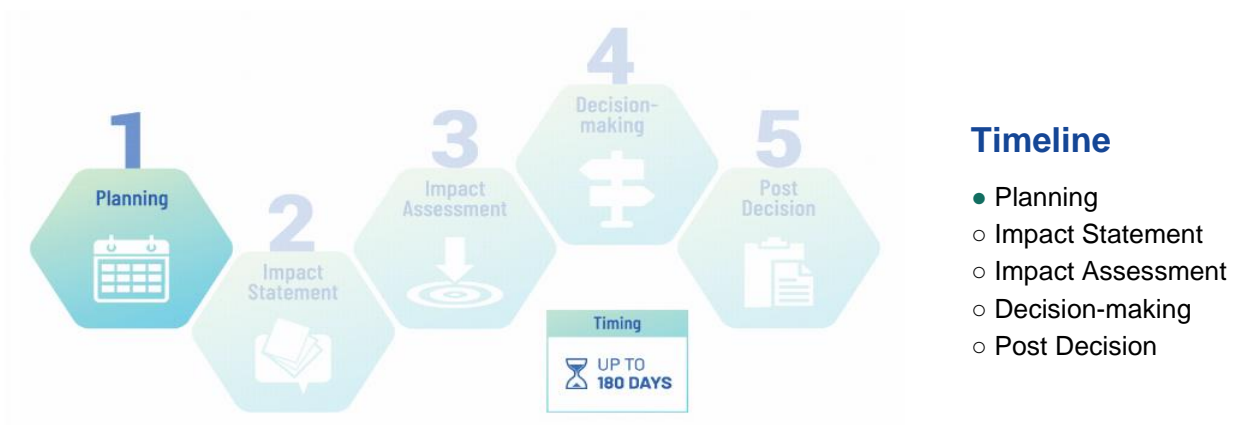 1
Planning
2
Impact
Statement
3
Impact
Assessment
4
Decision-
making
5
Post
Decision
Timing
UP TO
180 DAYS
Timeline
● Planning
○ Impact Statement
○ Impact Assessment
○ Decision-making
○ Post Decision